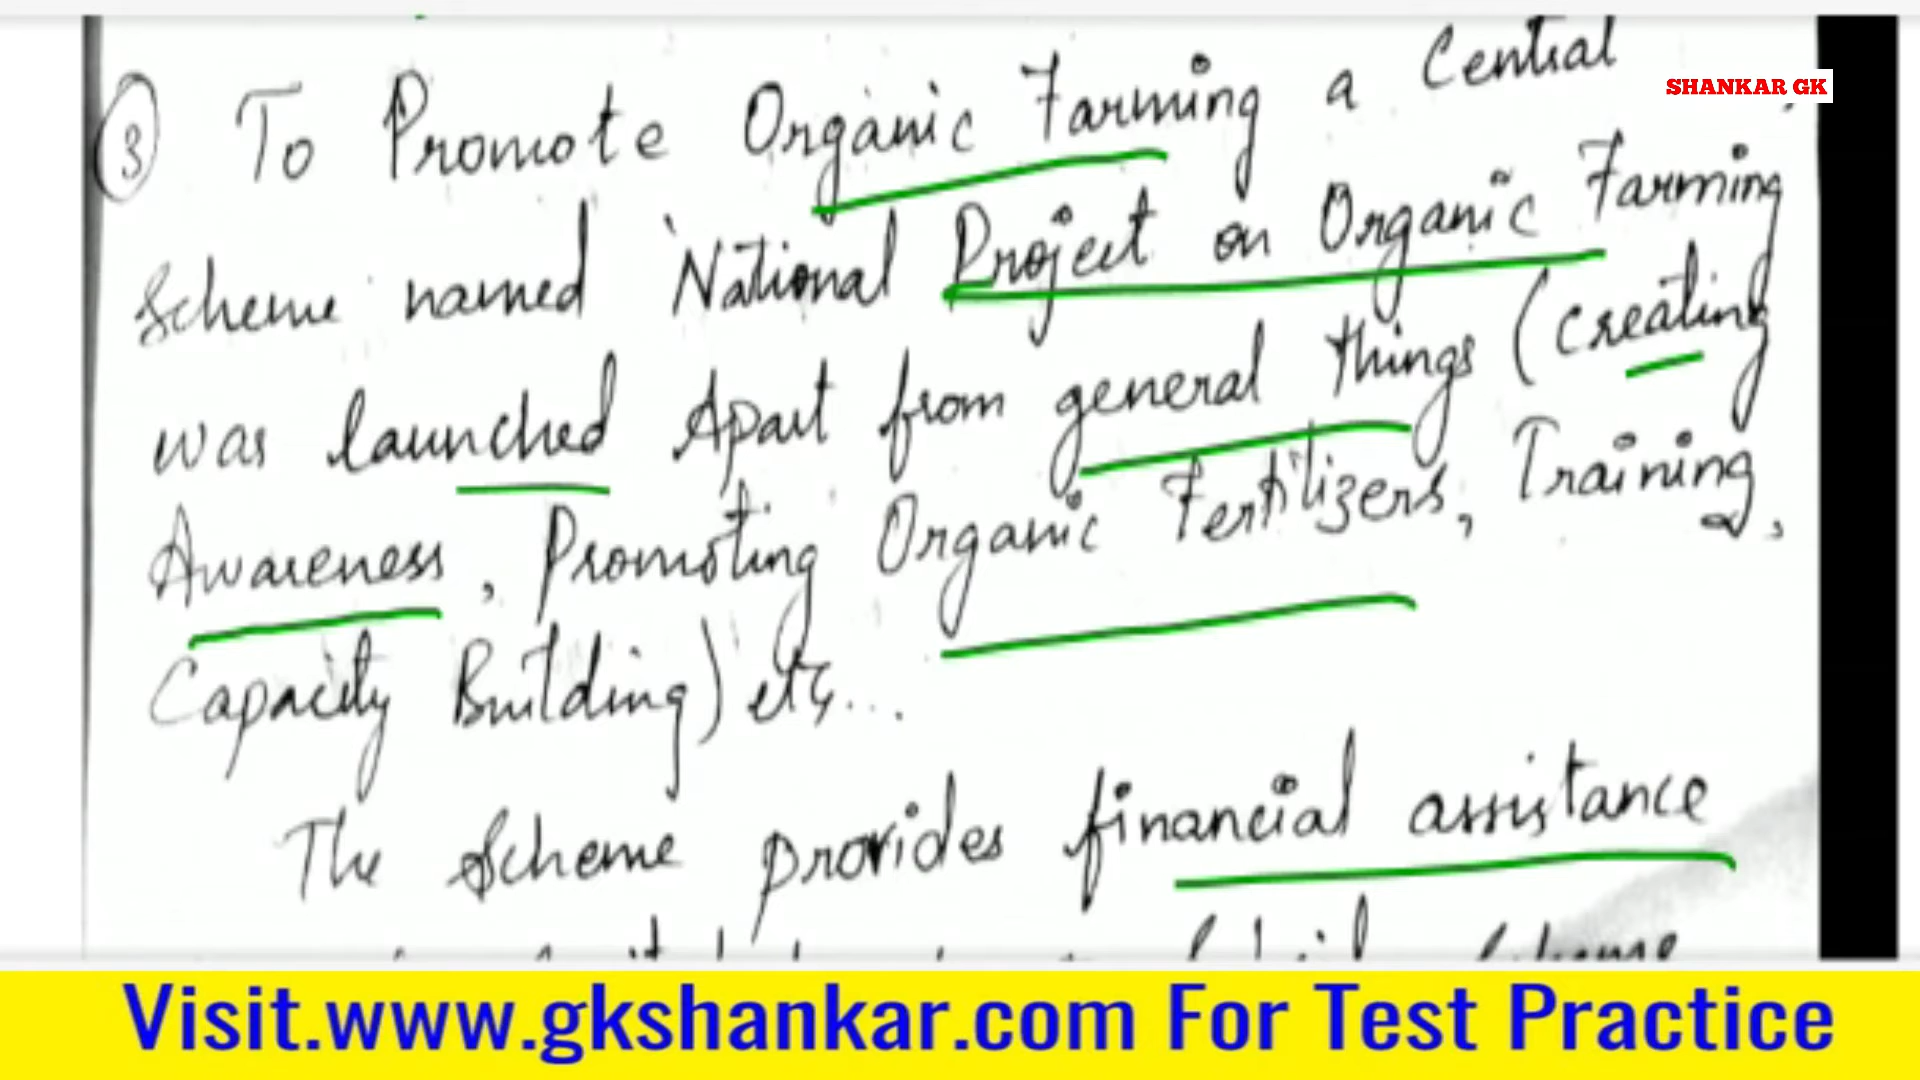 SHANKAR GK
③ To Promote Organic Farming a Central
Scheme named 'National Project on Organic Farming
was launched Apart from general things (creating
Awareness, Promoting Organic Fertilizers, Training,
Capacity Building) etc...
The Scheme provides financial assistance
Visit.www.gkshankar.com For Test Practice